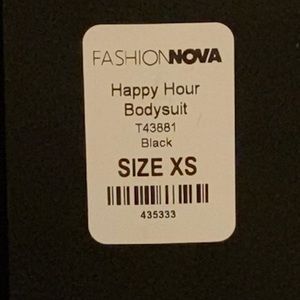 FASHIONNOVA
Happy Hour
Bodysuit
T43881
Black
SIZE XS
435333